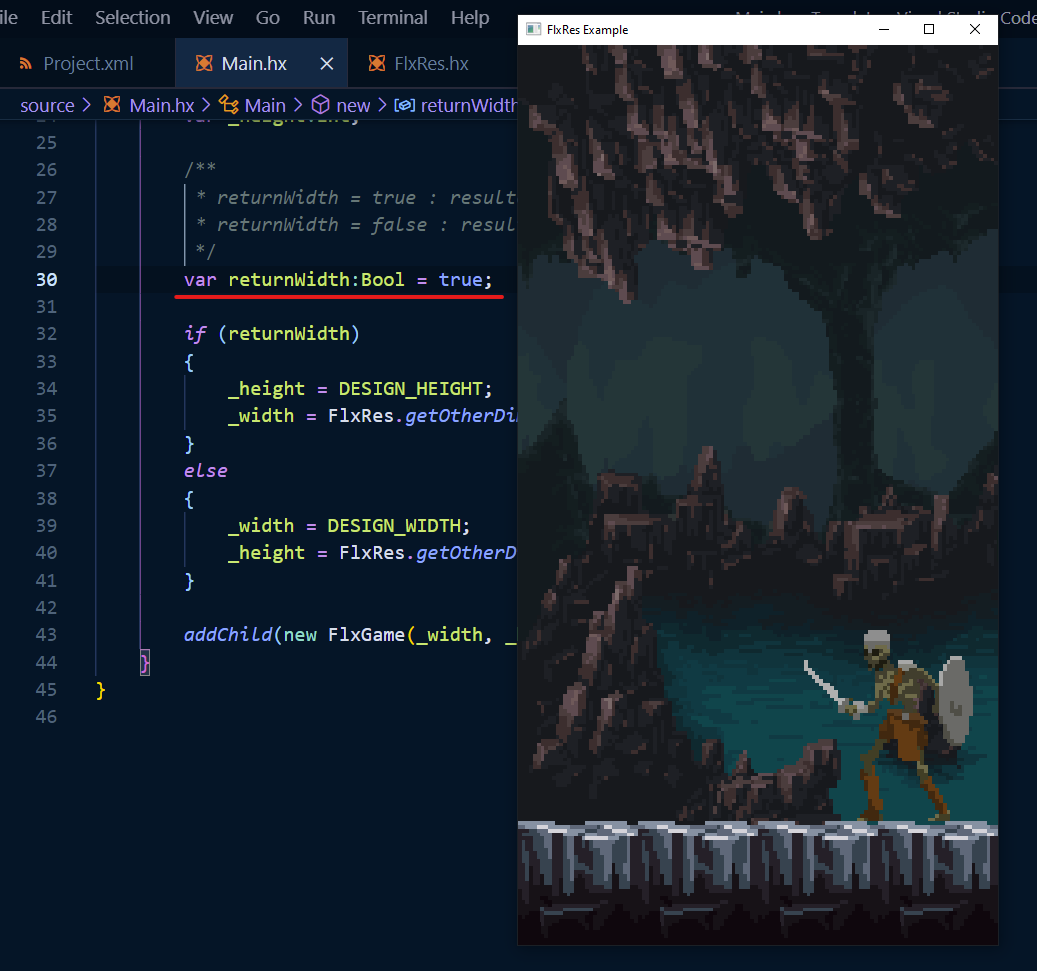 ile Edit Selection View Go Run Terminal Help
FlxRes Example
Project.xml Main.hx FlxRes.hx
source > Main.hx > Main > new > returnWidth
25
26 /**
27 * returnWidth = true : result
28 * returnWidth = false : resul
29 */
30 var returnWidth:Bool = true;
31
32 if (returnWidth)
33 {
34 _height = DESIGN_HEIGHT;
35 _width = FlxRes.getOtherDi
36 }
37 else
38 {
39 _width = DESIGN_WIDTH;
40 _height = FlxRes.getOtherD
41 }
42
43 addChild(new FlxGame(_width, _
44 }
45 }
46